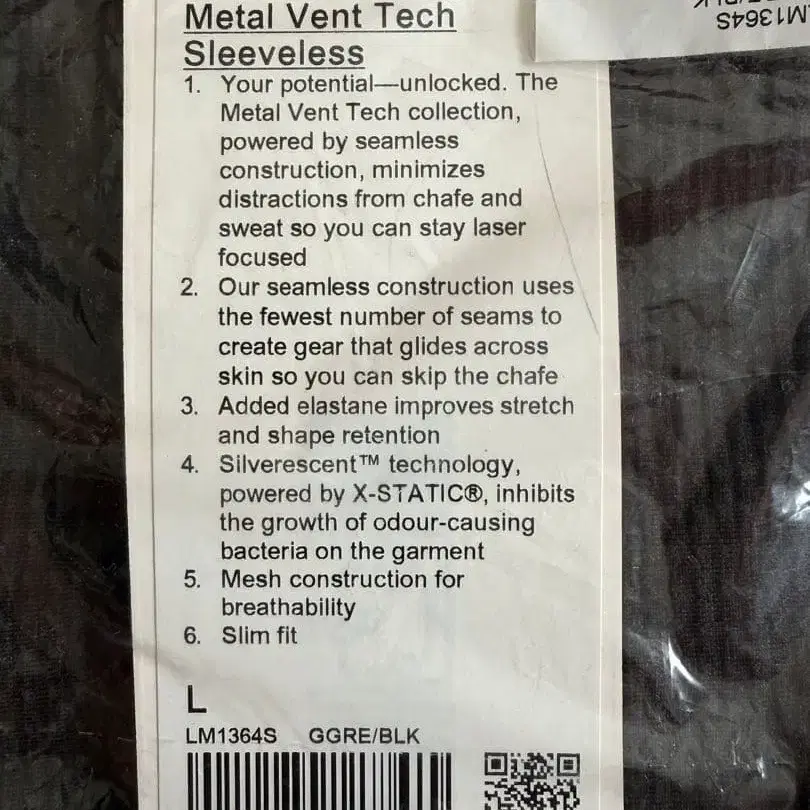 Metal Vent Tech
Sleeveless
1. Your potential—unlocked. The
Metal Vent Tech collection,
powered by seamless
construction, minimizes
distractions from chafe and
sweat so you can stay laser
focused
2. Our seamless construction uses
the fewest number of seams to
create gear that glides across
skin so you can skip the chafe
3. Added elastane improves stretch
and shape retention
4. Silverescent™ technology,
powered by X-STATIC®, inhibits
the growth of odour-causing
bacteria on the garment
5. Mesh construction for
breathability
6. Slim fit
L
LM1364S GGRE/BLK
LM1364S